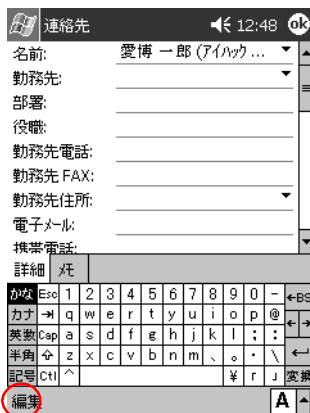 連絡先 12:48 ok
名前: 愛博 一郎 (アイハック ...
勤務先:
部署:
役職:
勤務先電話:
勤務先 FAX:
勤務先住所:
電子メール:
携帯電話:
詳細 メモ
かな Esc 1 2 3 4 5 6 7 8 9 0 - ←BS
カナ →| q w e r t y u i o p @ ← →
英数 Cap a s d f g h j k l ; :
半角 z x c v b n m 、 。 ・ \ ↵
記号 Ctl ^ ¥ 「 」 変換
編集 A